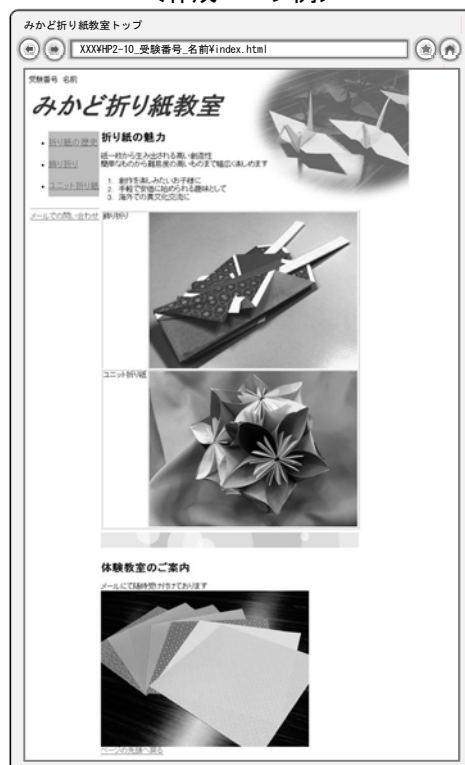 みかど折り紙教室トップ
XXX¥HP2-10_受験番号_名前¥index.html
受験番号 名前
みかど折り紙教室
折り紙の歴史
飾り折り
ユニット折り紙
メールでの問い合わせ
折り紙の魅力
紙一枚から生み出される高い創造性
簡単なものから難易度の高いものまで幅広く楽しめます
1. 創作を楽しみたいお子様に
2. 手軽で安価に始められる趣味として
3. 海外での異文化交流に
飾り折り
ユニット折り紙
体験教室のご案内
メールにて随時受け付けております
ページの先頭へ戻る